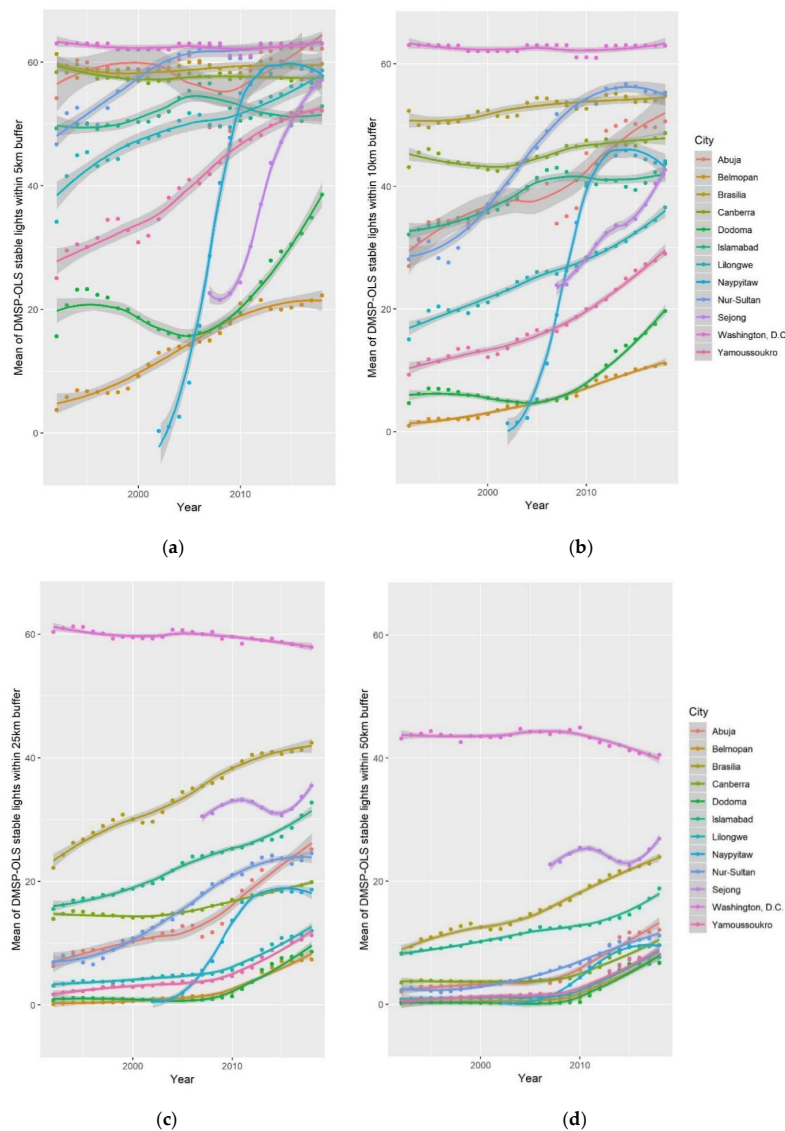 Mean of DMSP-OLS stable lights within 5km buffer
60
40
20
0
2000
2010
Year
(a)
Mean of DMSP-OLS stable lights within 10km buffer
60
40
20
0
2000
2010
Year
(b)
City
Abuja
Belmopan
Brasilia
Canberra
Dodoma
Islamabad
Lilongwe
Naypyitaw
Nur-Sultan
Sejong
Washington, D.C.
Yamoussoukro
Mean of DMSP-OLS stable lights within 25km buffer
60
40
20
0
2000
2010
Year
(c)
Mean of DMSP-OLS stable lights within 50km buffer
60
40
20
0
2000
2010
Year
(d)
City
Abuja
Belmopan
Brasilia
Canberra
Dodoma
Islamabad
Lilongwe
Naypyitaw
Nur-Sultan
Sejong
Washington, D.C.
Yamoussoukro